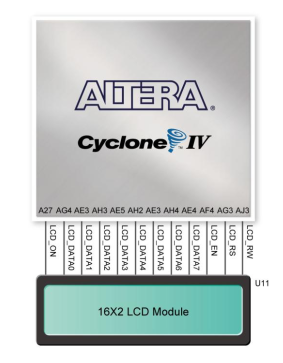 ALTERA®
Cyclone™ IV
A27 AG4 AE3 AH3 AE5 AH2 AE3 AH4 AE4 AF4 AG3 AJ3
LCD_ON
LCD_DATA0
LCD_DATA1
LCD_DATA2
LCD_DATA3
LCD_DATA4
LCD_DATA5
LCD_DATA6
LCD_DATA7
LCD_EN
LCD_RS
LCD_RW
U11
16X2 LCD Module